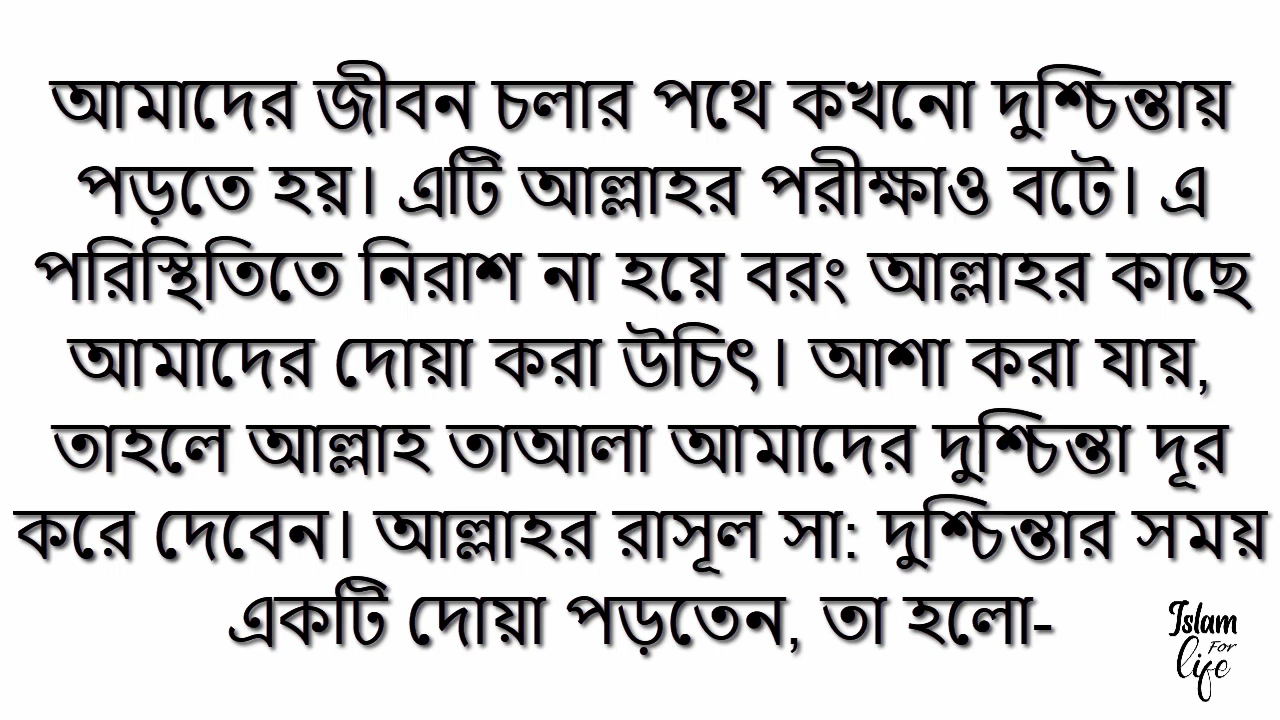 আমাদের জীবন চলার পথে কখনো দুশ্চিন্তায়
পড়তে হয়। এটি আল্লাহর পরীক্ষাও বটে। এ
পরিস্থিতিতে নিরাশ না হয়ে বরং আল্লাহর কাছে
আমাদের দোয়া করা উচিৎ। আশা করা যায়,
তাহলে আল্লাহ তাআলা আমাদের দুশ্চিন্তা দূর
করে দেবেন। আল্লাহর রাসূল সা: দুশ্চিন্তার সময়
একটি দোয়া পড়তেন, তা হলো-
Islam
For
life